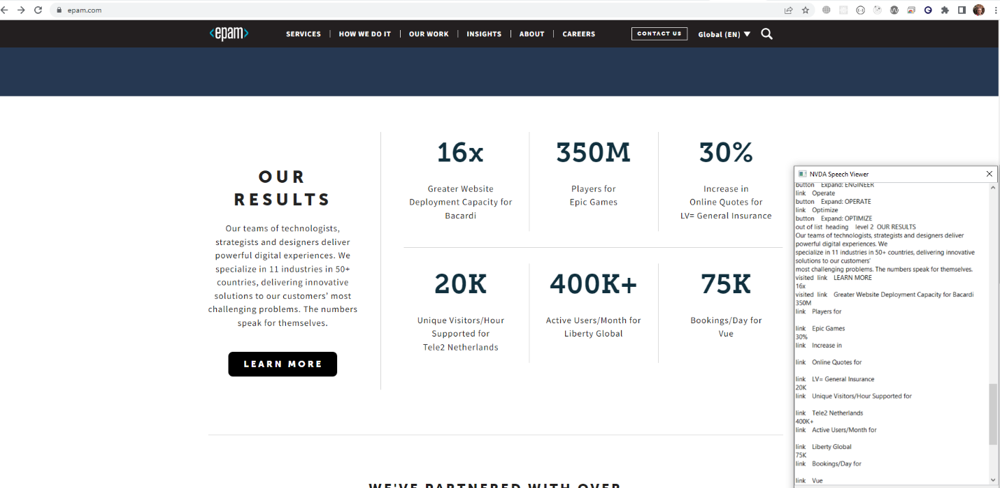 epam.com
<epam>
SERVICES | HOW WE DO IT | OUR WORK | INSIGHTS | ABOUT | CAREERS
CONTACT US
Global (EN)
OUR
RESULTS
Our teams of technologists,
strategists and designers deliver
powerful digital experiences. We
specialize in 11 industries in 50+
countries, delivering innovative
solutions to our customers’ most
challenging problems. The numbers
speak for themselves.
LEARN MORE
16x
Greater Website
Deployment Capacity for
Bacardi
350M
Players for
Epic Games
30%
Increase in
Online Quotes for
LV= General Insurance
20K
Unique Visitors/Hour
Supported for
Tele2 Netherlands
400K+
Active Users/Month for
Liberty Global
75K
Bookings/Day for
Vue
WE'VE PARTNERED WITH OVER
NVDA Speech Viewer
button Expand: ENGINEER
link Operate
button Expand: OPERATE
link Optimize
button Expand: OPTIMIZE
out of list heading level 2 OUR RESULTS
Our teams of technologists, strategists and designers deliver
powerful digital experiences. We
specialize in 11 industries in 50+ countries, delivering innovative
solutions to our customers’
most challenging problems. The numbers speak for themselves.
visited link LEARN MORE
16x
visited link Greater Website Deployment Capacity for Bacardi
350M
link Players for
link Epic Games
30%
link Increase in
link Online Quotes for
link LV= General Insurance
20K
link Unique Visitors/Hour Supported for
link Tele2 Netherlands
400K+
link Active Users/Month for
link Liberty Global
75K
link Bookings/Day for
link Vue